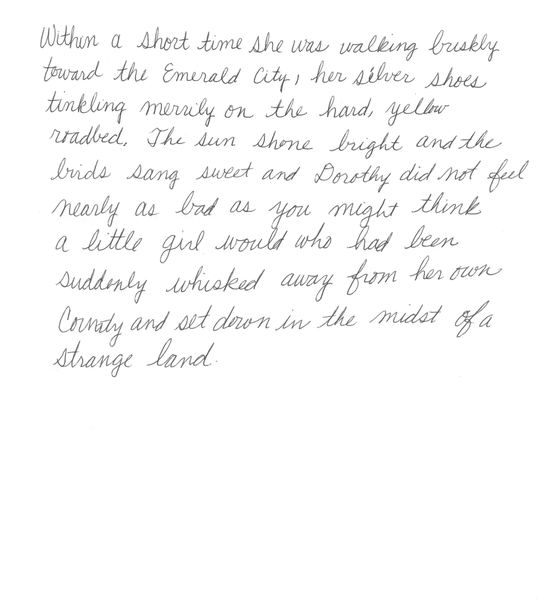 Within a short time she was walking briskly
toward the Emerald City, her silver shoes
tinkling merrily on the hard, yellow
roadbed. The sun shone bright and the
birds sang sweet and Dorothy did not feel
nearly as bad as you might think
a little girl would who had been
suddenly whisked away from her own
Country and set down in the midst of a
strange land.